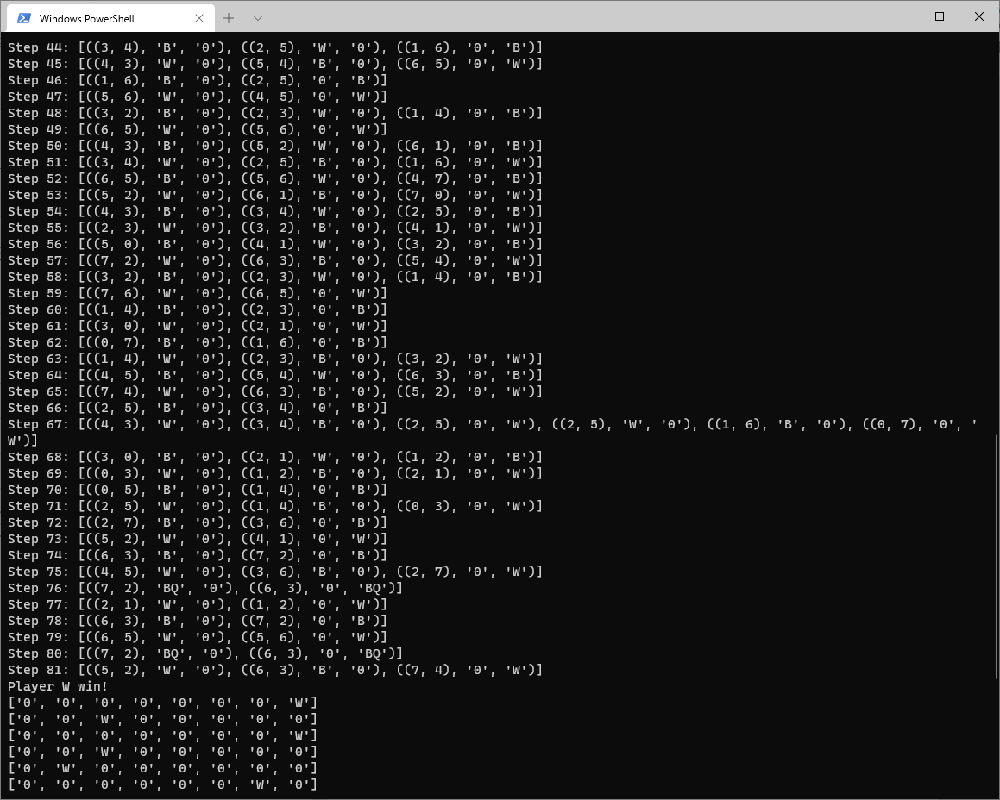 Windows PowerShell
Step 44: [((3, 4), 'B', '0'), ((2, 5), 'W', '0'), ((1, 6), '0', 'B')]
Step 45: [((4, 3), 'W', '0'), ((5, 4), 'B', '0'), ((6, 5), '0', 'W')]
Step 46: [((1, 6), 'B', '0'), ((2, 5), '0', 'B')]
Step 47: [((5, 6), 'W', '0'), ((4, 5), '0', 'W')]
Step 48: [((3, 2), 'B', '0'), ((2, 3), 'W', '0'), ((1, 4), '0', 'B')]
Step 49: [((6, 5), 'W', '0'), ((5, 6), '0', 'W')]
Step 50: [((4, 3), 'B', '0'), ((5, 2), 'W', '0'), ((6, 1), '0', 'B')]
Step 51: [((3, 4), 'W', '0'), ((2, 5), 'B', '0'), ((1, 6), '0', 'W')]
Step 52: [((6, 5), 'B', '0'), ((5, 6), 'W', '0'), ((4, 7), '0', 'B')]
Step 53: [((5, 2), 'W', '0'), ((6, 1), 'B', '0'), ((7, 0), '0', 'W')]
Step 54: [((4, 3), 'B', '0'), ((3, 4), 'W', '0'), ((2, 5), '0', 'B')]
Step 55: [((2, 3), 'W', '0'), ((3, 2), 'B', '0'), ((4, 1), '0', 'W')]
Step 56: [((5, 0), 'B', '0'), ((4, 1), 'W', '0'), ((3, 2), '0', 'B')]
Step 57: [((7, 2), 'W', '0'), ((6, 3), 'B', '0'), ((5, 4), '0', 'W')]
Step 58: [((3, 2), 'B', '0'), ((2, 3), 'W', '0'), ((1, 4), '0', 'B')]
Step 59: [((7, 6), 'W', '0'), ((6, 5), '0', 'W')]
Step 60: [((1, 4), 'B', '0'), ((2, 3), '0', 'B')]
Step 61: [((3, 0), 'W', '0'), ((2, 1), '0', 'W')]
Step 62: [((0, 7), 'B', '0'), ((1, 6), '0', 'B')]
Step 63: [((1, 4), 'W', '0'), ((2, 3), 'B', '0'), ((3, 2), '0', 'W')]
Step 64: [((4, 5), 'B', '0'), ((5, 4), 'W', '0'), ((6, 3), '0', 'B')]
Step 65: [((7, 4), 'W', '0'), ((6, 3), 'B', '0'), ((5, 2), '0', 'W')]
Step 66: [((2, 5), 'B', '0'), ((3, 4), '0', 'B')]
Step 67: [((4, 3), 'W', '0'), ((3, 4), 'B', '0'), ((2, 5), '0', 'W'), ((2, 5), 'W', '0'), ((1, 6), 'B', '0'), ((0, 7), '0', '
W')]
Step 68: [((3, 0), 'B', '0'), ((2, 1), 'W', '0'), ((1, 2), '0', 'B')]
Step 69: [((0, 3), 'W', '0'), ((1, 2), 'B', '0'), ((2, 1), '0', 'W')]
Step 70: [((0, 5), 'B', '0'), ((1, 4), '0', 'B')]
Step 71: [((2, 5), 'W', '0'), ((1, 4), 'B', '0'), ((0, 3), '0', 'W')]
Step 72: [((2, 7), 'B', '0'), ((3, 6), '0', 'B')]
Step 73: [((5, 2), 'W', '0'), ((4, 1), '0', 'W')]
Step 74: [((6, 3), 'B', '0'), ((7, 2), '0', 'B')]
Step 75: [((4, 5), 'W', '0'), ((3, 6), 'B', '0'), ((2, 7), '0', 'W')]
Step 76: [((7, 2), 'BQ', '0'), ((6, 3), '0', 'BQ')]
Step 77: [((2, 1), 'W', '0'), ((1, 2), '0', 'W')]
Step 78: [((6, 3), 'B', '0'), ((7, 2), '0', 'B')]
Step 79: [((6, 5), 'W', '0'), ((5, 6), '0', 'W')]
Step 80: [((7, 2), 'BQ', '0'), ((6, 3), '0', 'BQ')]
Step 81: [((5, 2), 'W', '0'), ((6, 3), 'B', '0'), ((7, 4), '0', 'W')]
Player W win!
['0', '0', '0', '0', '0', '0', '0', 'W']
['0', '0', 'W', '0', '0', '0', '0', '0']
['0', '0', '0', '0', '0', '0', '0', 'W']
['0', '0', 'W', '0', '0', '0', '0', '0']
['0', 'W', '0', '0', '0', '0', '0', '0']
['0', '0', '0', '0', '0', '0', 'W', '0']